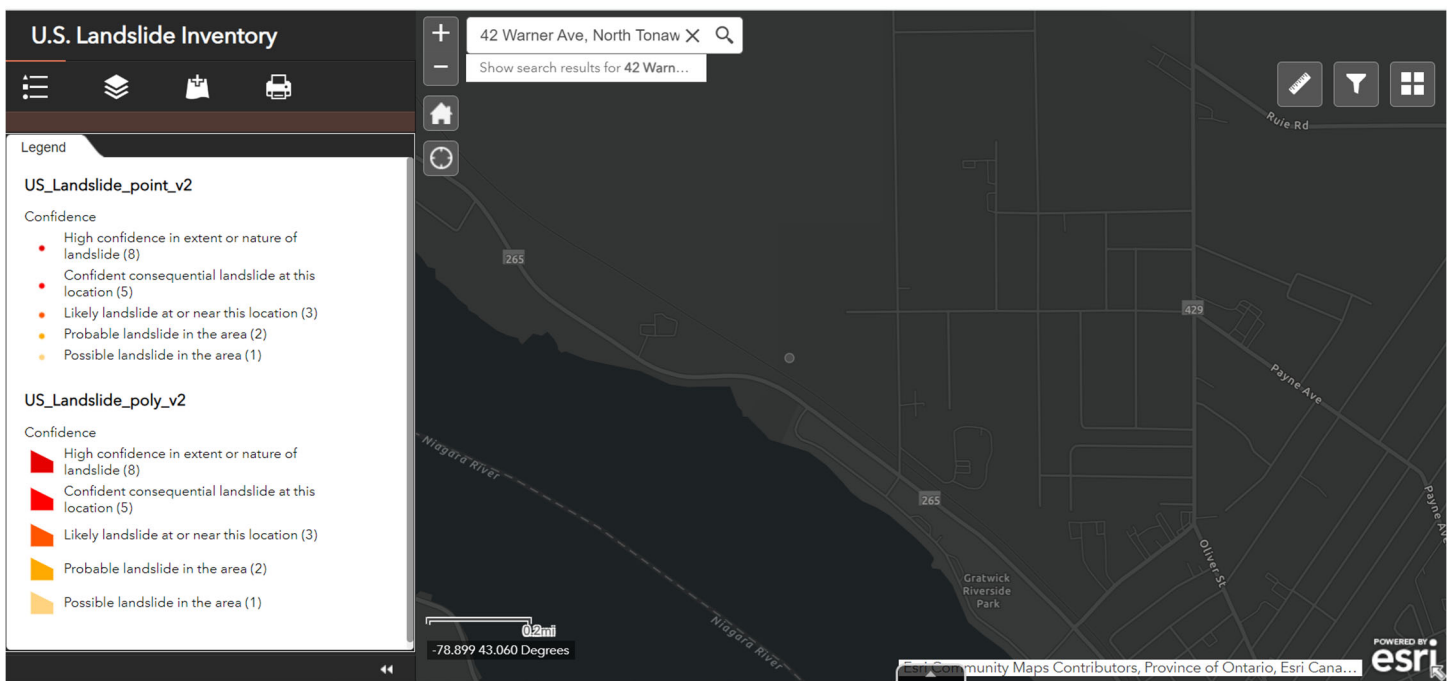 U.S. Landslide Inventory
Legend
US_Landslide_point_v2
Confidence
High confidence in extent or nature of
landslide (8)
Confident consequential landslide at this
location (5)
Likely landslide at or near this location (3)
Probable landslide in the area (2)
Possible landslide in the area (1)
US_Landslide_poly_v2
Confidence
High confidence in extent or nature of
landslide (8)
Confident consequential landslide at this
location (5)
Likely landslide at or near this location (3)
Probable landslide in the area (2)
Possible landslide in the area (1)
+
42 Warner Ave, North Tonaw
−
Show search results for 42 Warn...
Ruie Rd
265
429
Payne Ave
Niagara River
265
Payne Ave
Oliver St
Gratwick
Riverside
Park
Niagara River
0.2mi
-78.899 43.060 Degrees
Esri Community Maps Contributors, Province of Ontario, Esri Cana...
POWERED BY
esri